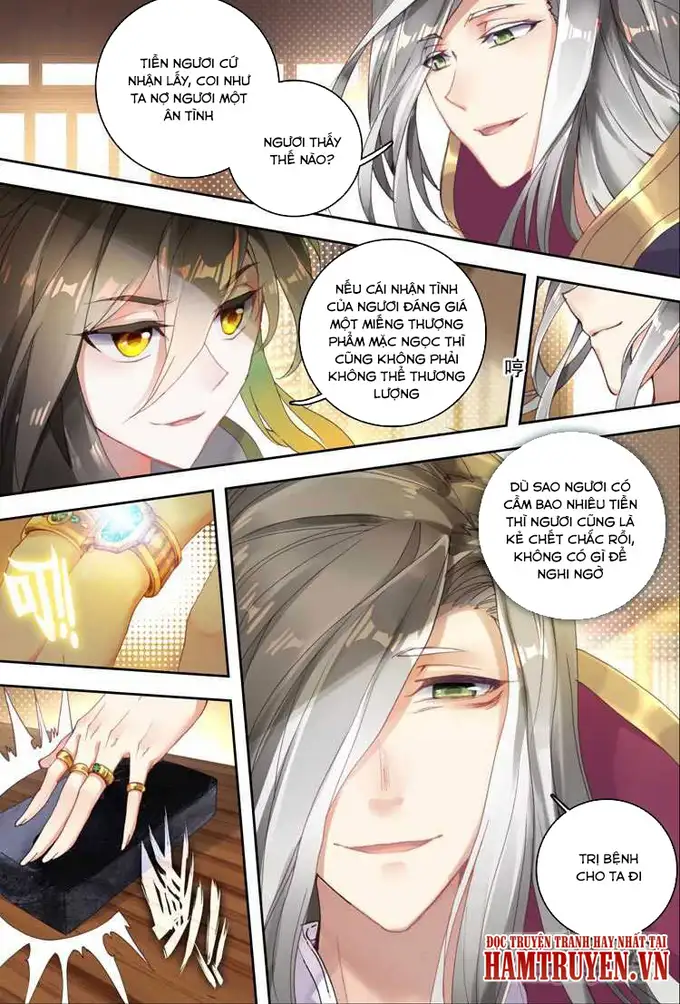 TIỀN NGƯƠI CỨ
NHẬN LẤY, COI NHƯ
TA NỢ NGƯƠI MỘT
ÂN TÌNH
NGƯƠI THẤY
THẾ NÀO?
NẾU CÁI NHÂN TÌNH
CỦA NGƯƠI ĐÁNG GIÁ
MỘT MIẾNG THƯỢNG
PHẨM MẶC NGỌC THÌ
CŨNG KHÔNG PHẢI
KHÔNG THỂ THƯƠNG
LƯỢNG
哼
DÙ SAO NGƯƠI CÓ
CẦM BAO NHIÊU TIỀN
THÌ NGƯƠI CŨNG LÀ
KẺ CHẾT CHẮC RỒI,
KHÔNG CÓ GÌ ĐỂ
NGHI NGỜ
TRỊ BỆNH
CHO TA ĐI
ĐỌC TRUYỆN TRANH HAY NHẤT TẠI
HAMTRUYEN.VN